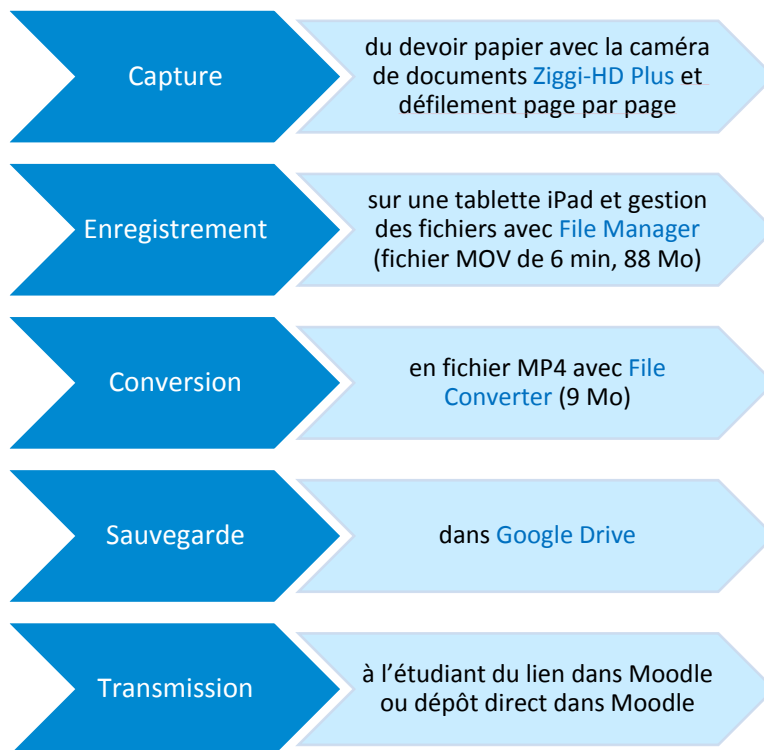 Capture
du devoir papier avec la caméra
de documents Ziggi-HD Plus et
défilement page par page
Enregistrement
sur une tablette iPad et gestion
des fichiers avec File Manager
(fichier MOV de 6 min, 88 Mo)
Conversion
en fichier MP4 avec File
Converter (9 Mo)
Sauvegarde
dans Google Drive
Transmission
à l’étudiant du lien dans Moodle
ou dépôt direct dans Moodle